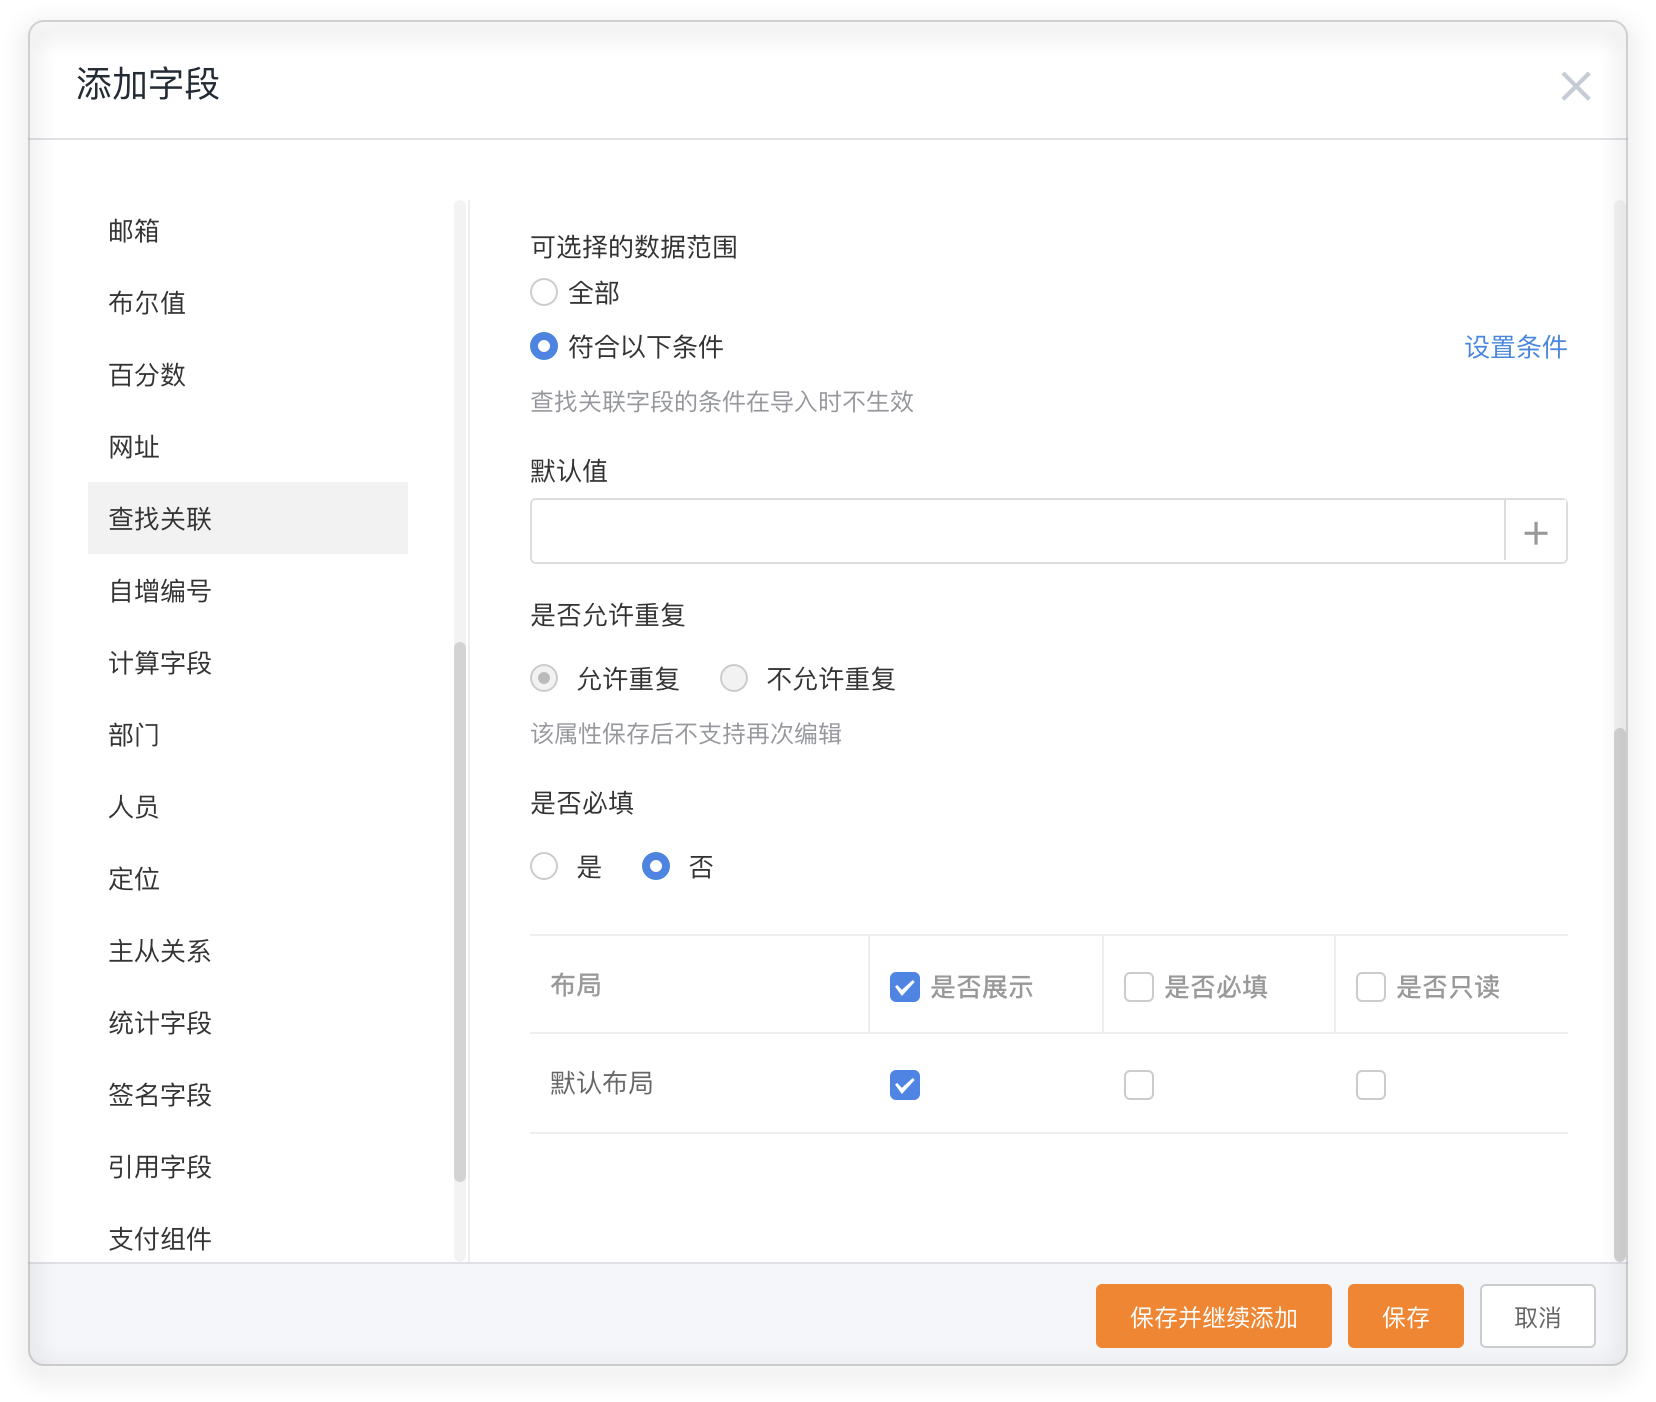 添加字段
邮箱
布尔值
百分数
网址
查找关联
自增编号
计算字段
部门
人员
定位
主从关系
统计字段
签名字段
引用字段
支付组件
可选择的数据范围
全部
符合以下条件 设置条件
查找关联字段的条件在导入时不生效
默认值
是否允许重复
允许重复 不允许重复
该属性保存后不支持再次编辑
是否必填
是 否
布局 是否展示 是否必填 是否只读
默认布局
保存并继续添加 保存 取消